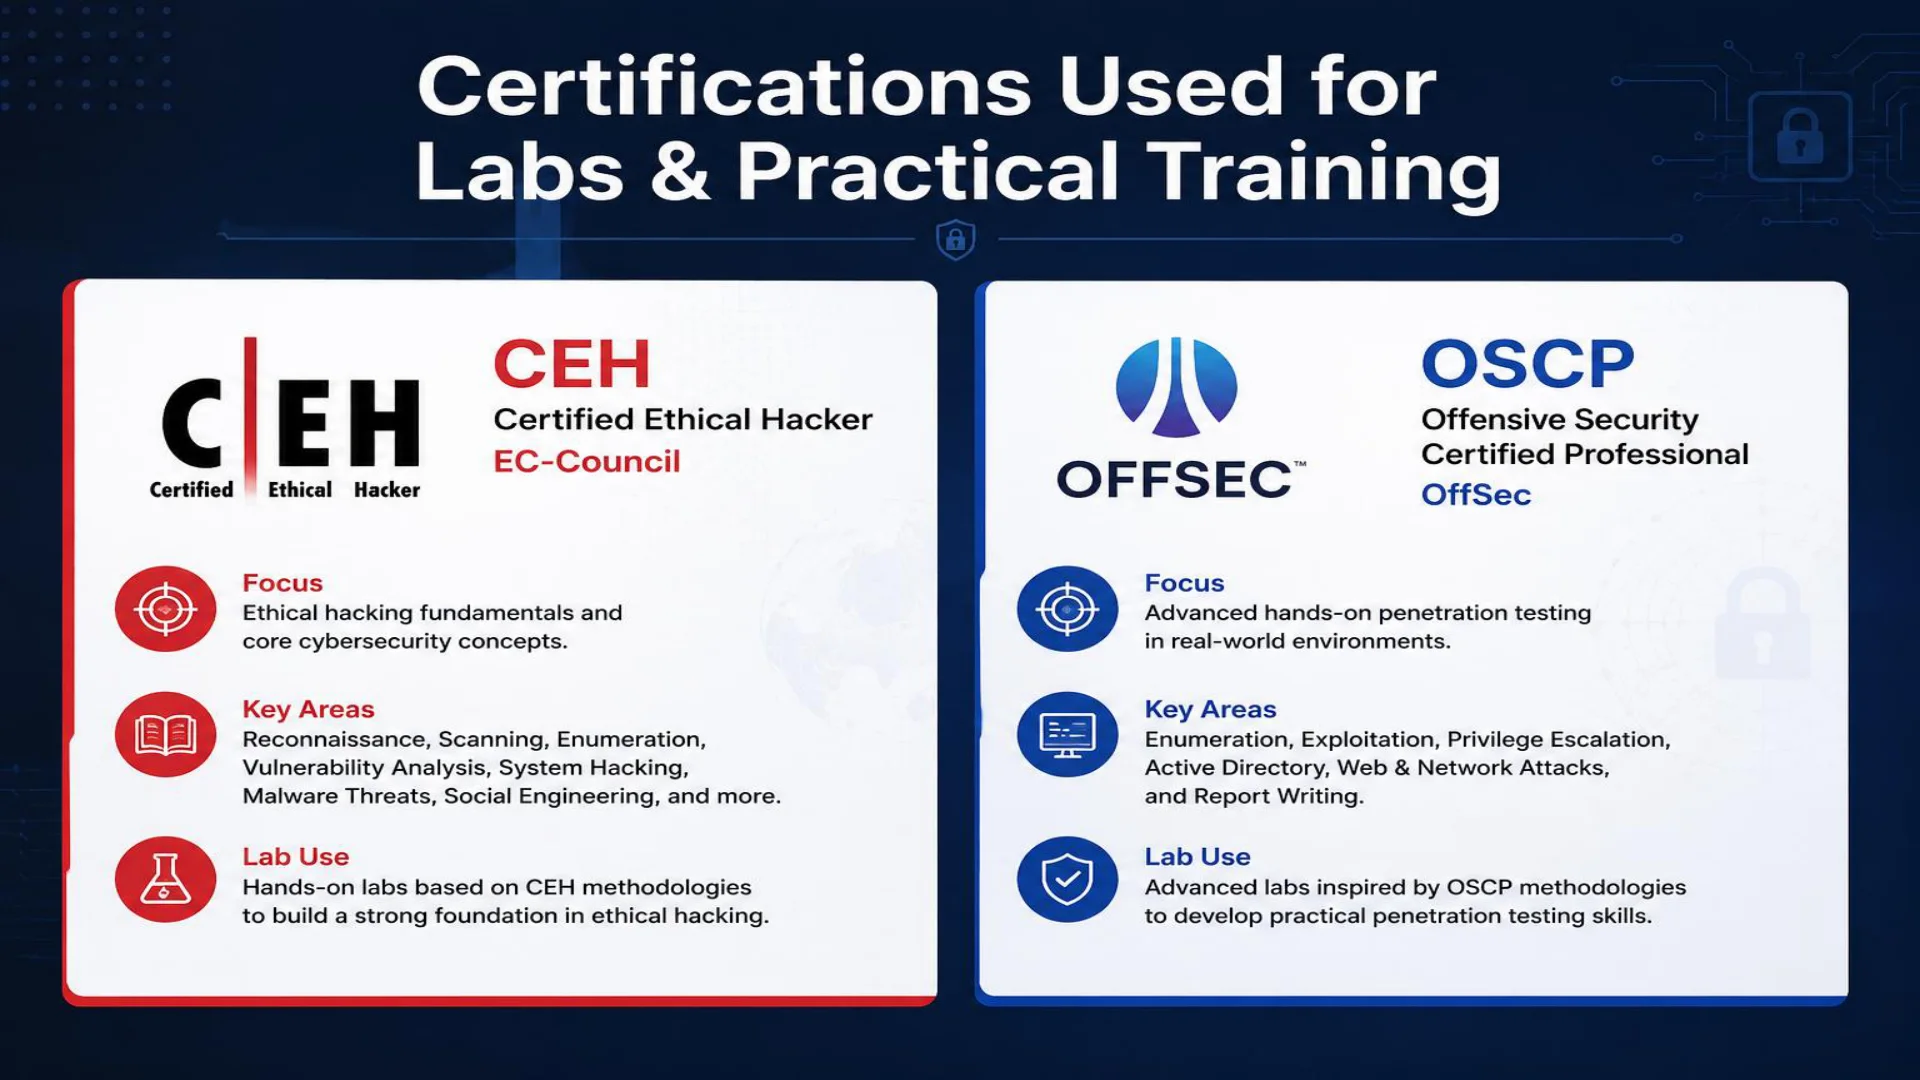 Certifications Used for
Labs & Practical Training
C EH
Certified Ethical Hacker
CEH
Certified Ethical Hacker
EC-Council
Focus
Ethical hacking fundamentals and
core cybersecurity concepts.
Key Areas
Reconnaissance, Scanning, Enumeration,
Vulnerability Analysis, System Hacking,
Malware Threats, Social Engineering, and more.
Lab Use
Hands-on labs based on CEH methodologies
to build a strong foundation in ethical hacking.
OFFSEC™
OSCP
Offensive Security
Certified Professional
OffSec
Focus
Advanced hands-on penetration testing
in real-world environments.
Key Areas
Enumeration, Exploitation, Privilege Escalation,
Active Directory, Web & Network Attacks,
and Report Writing.
Lab Use
Advanced labs inspired by OSCP methodologies
to develop practical penetration testing skills.